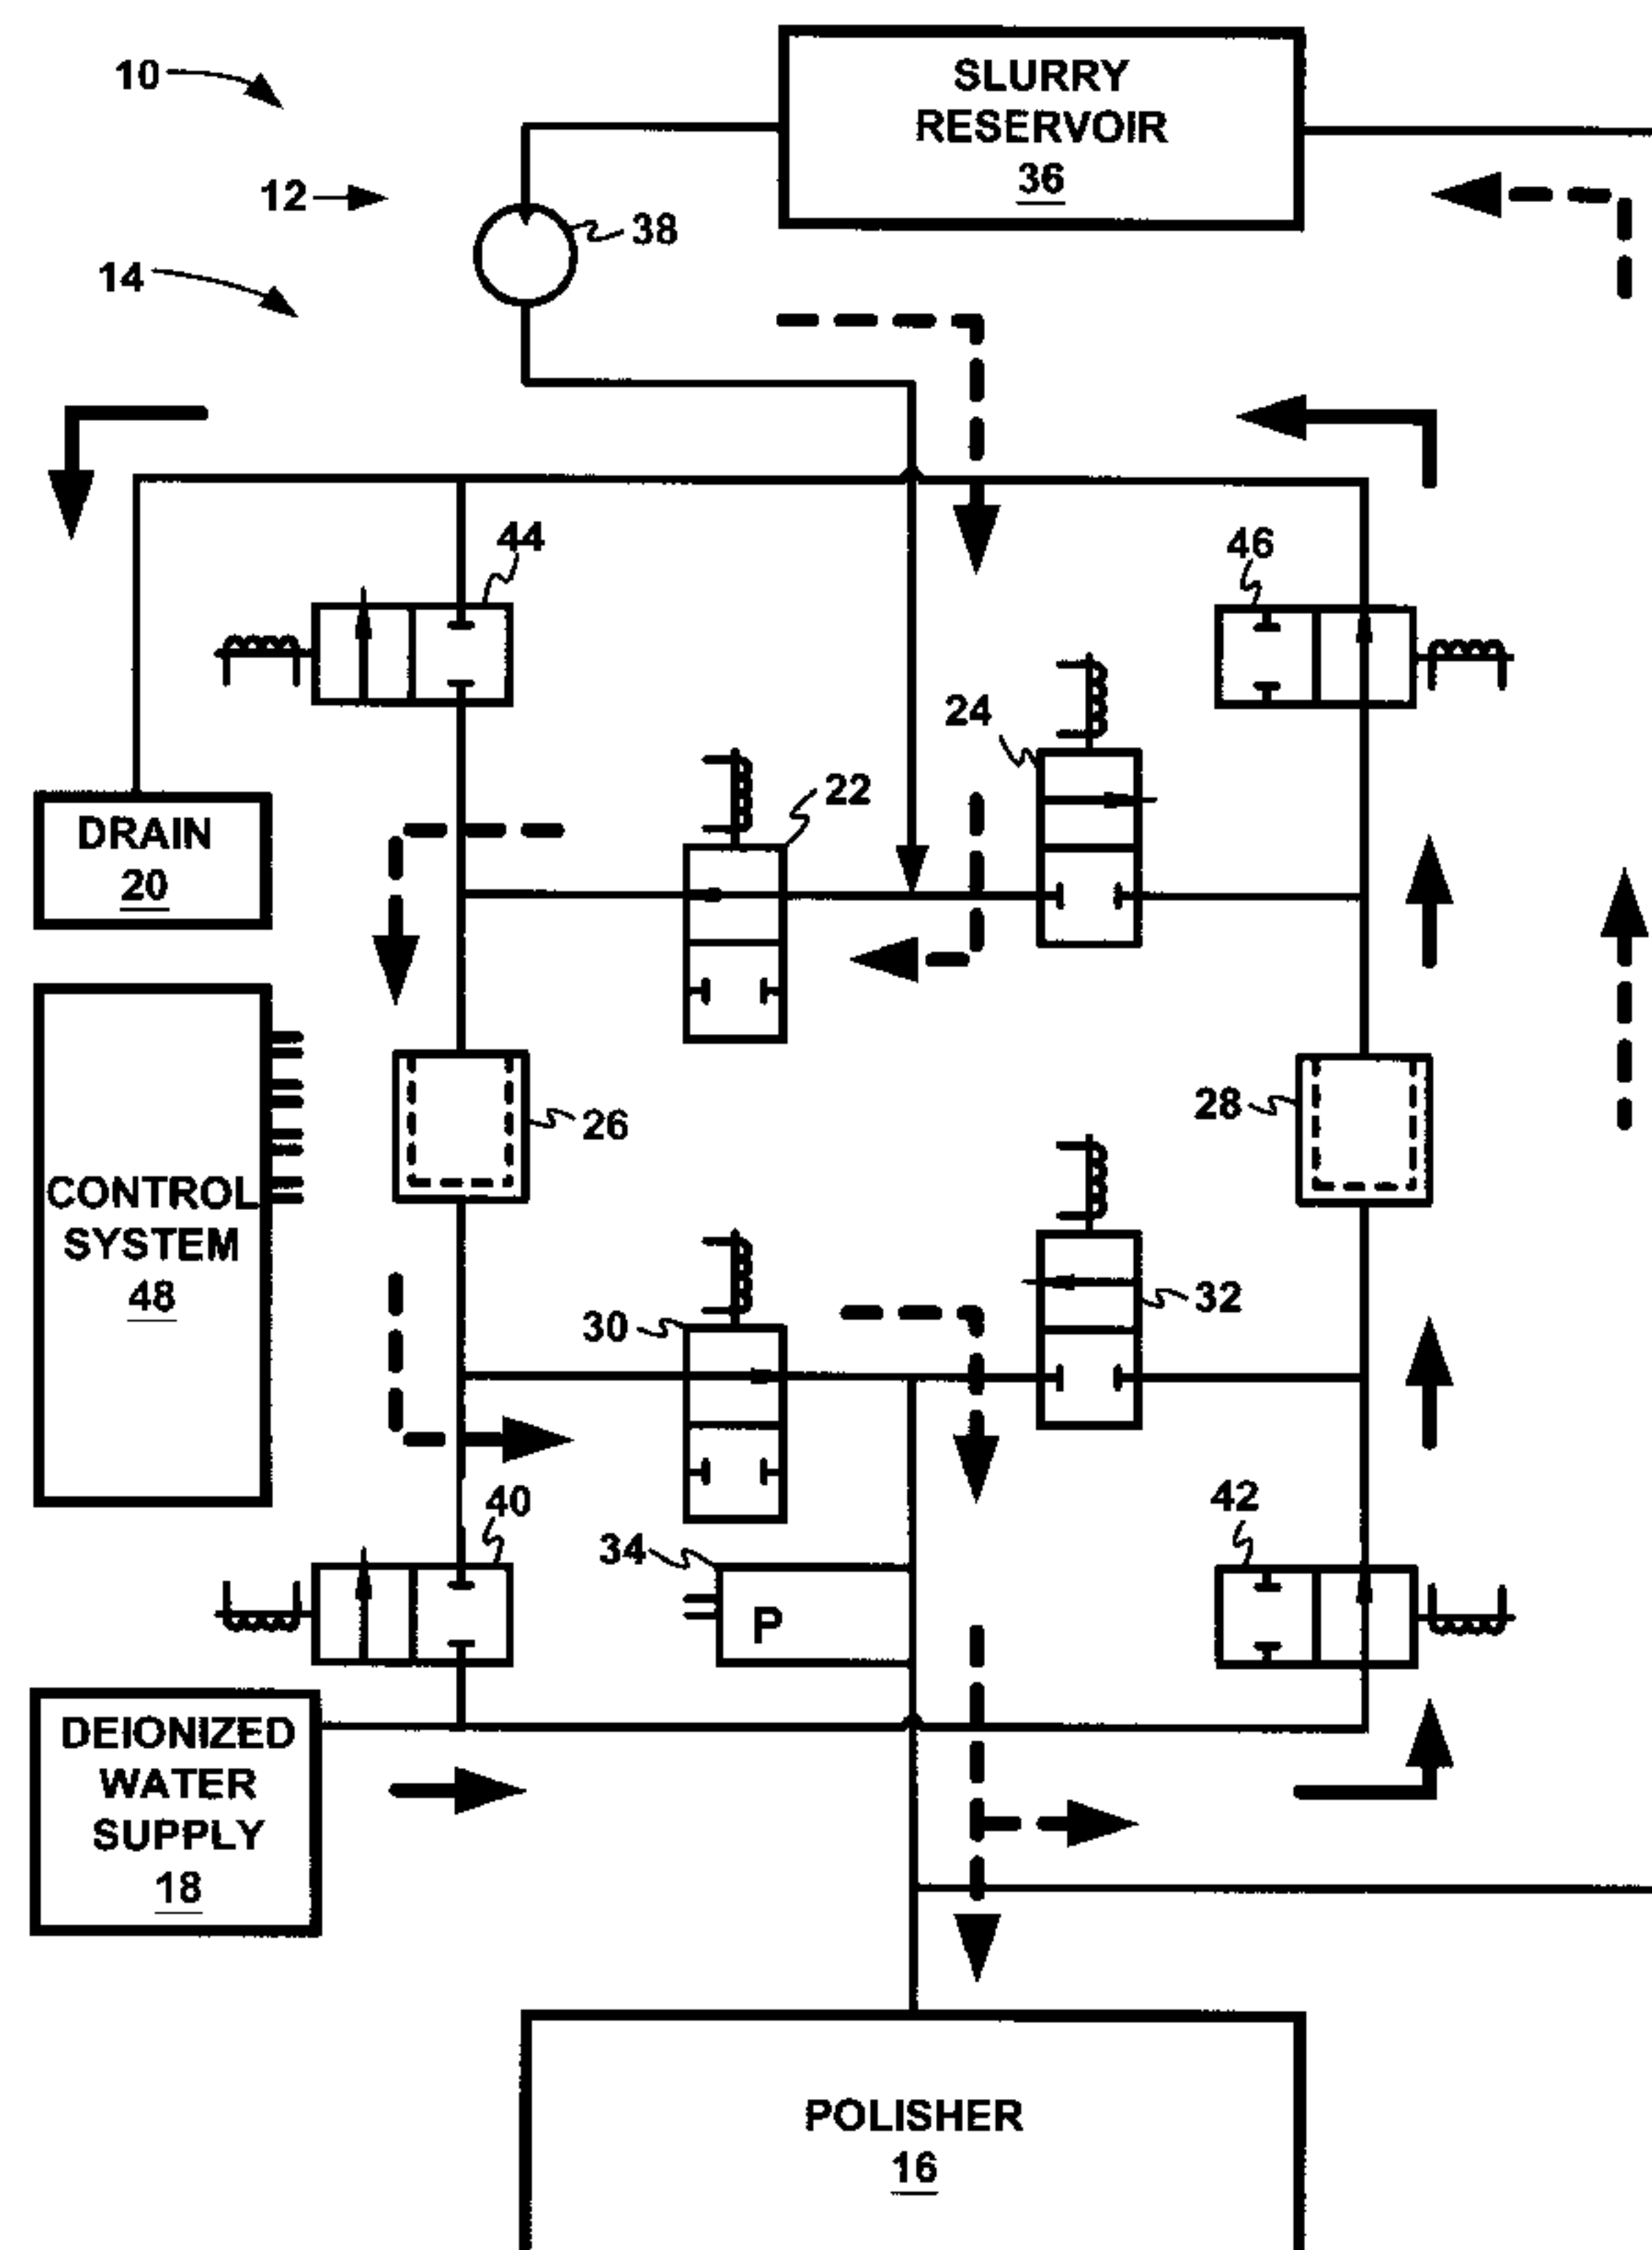 10
SLURRY
RESERVOIR
36
12
38
14
44
46
24
22
DRAIN
20
28
26
CONTROL
SYSTEM
48
32
30
40
42
34
P
DEIONIZED
WATER
SUPPLY
18
POLISHER
16